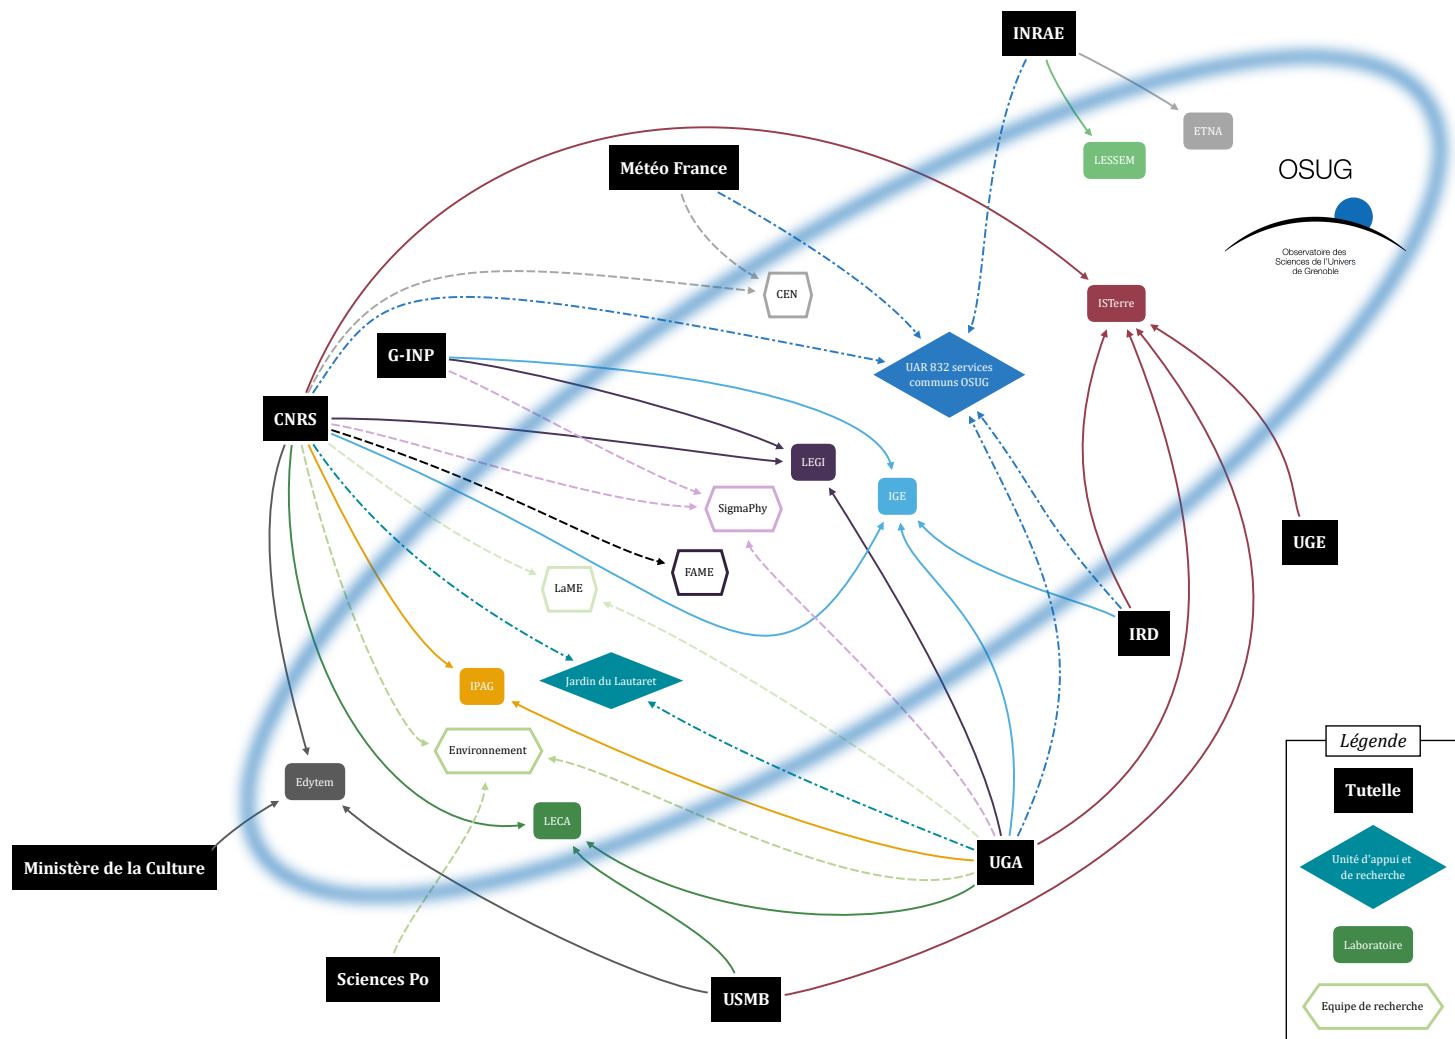 INRAE
ETNA
Météo France
LESSEM
OSUG
Observatoire des
Sciences de l'Univers
de Grenoble
CEN
ISTerre
G-INP
UAR 832 services
communs OSUG
CNRS
LEGI
IGE
SigmaPhy
UGE
FAME
LaME
IRD
IPAG
Jardin du Lautaret
Environnement
Légende
Edytem
Tutelle
LECA
Ministère de la Culture
UGA
Unité d'appui et
de recherche
Laboratoire
Sciences Po
USMB
Equipe de recherche